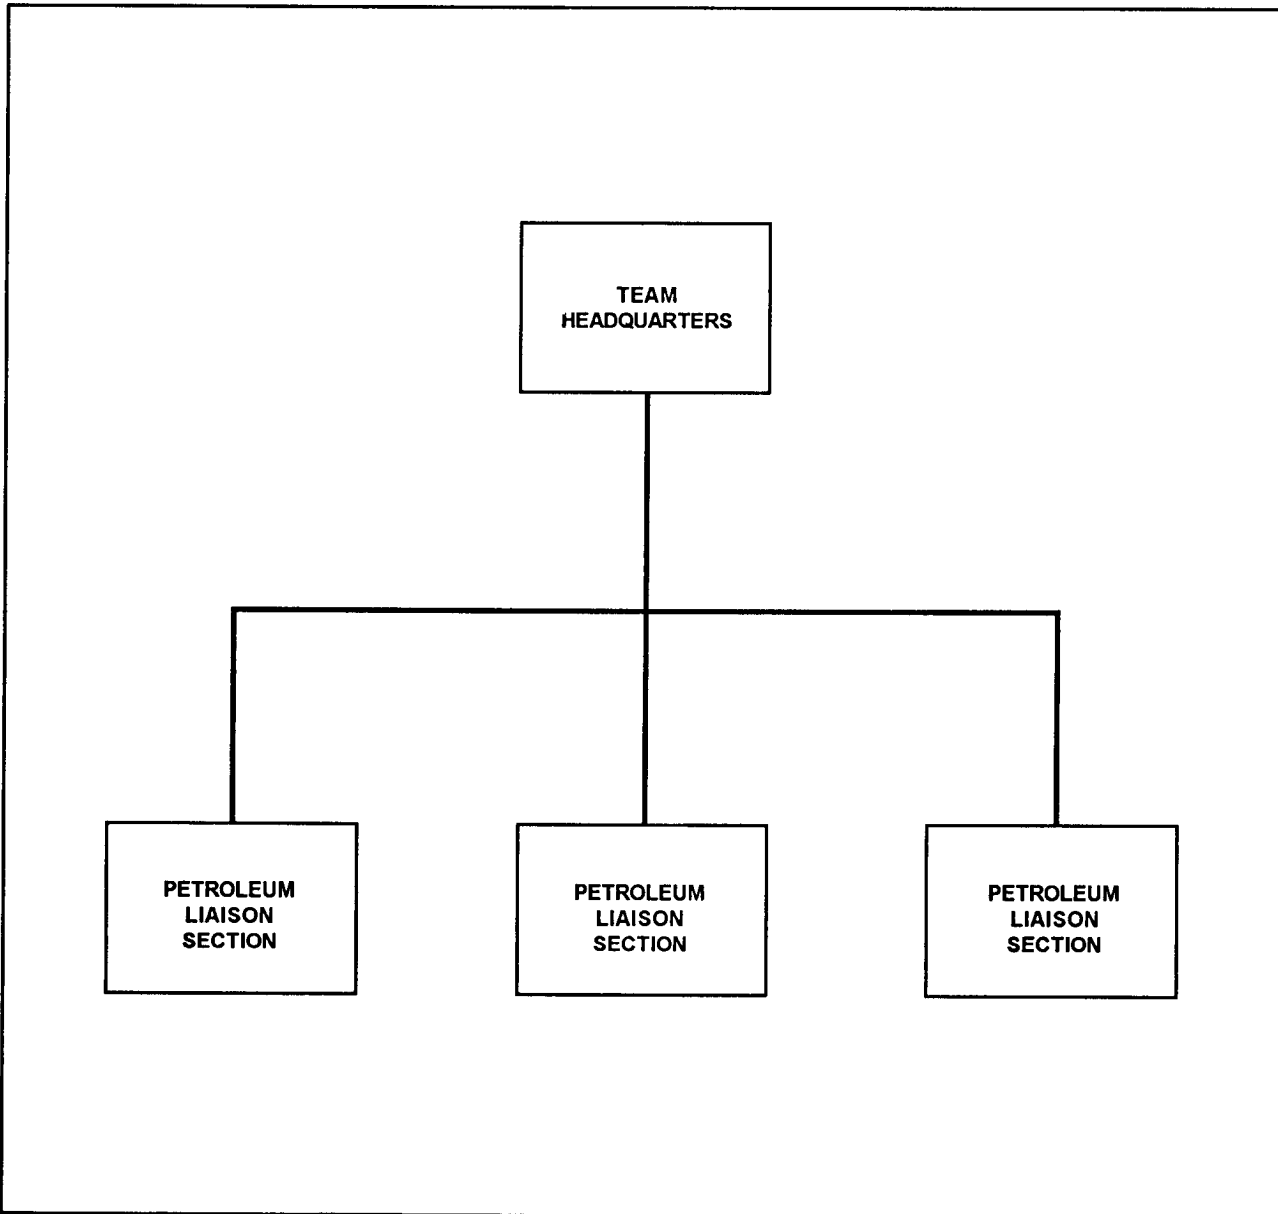 TEAM
HEADQUARTERS
PETROLEUM
LIAISON
SECTION
PETROLEUM
LIAISON
SECTION
PETROLEUM
LIAISON
SECTION